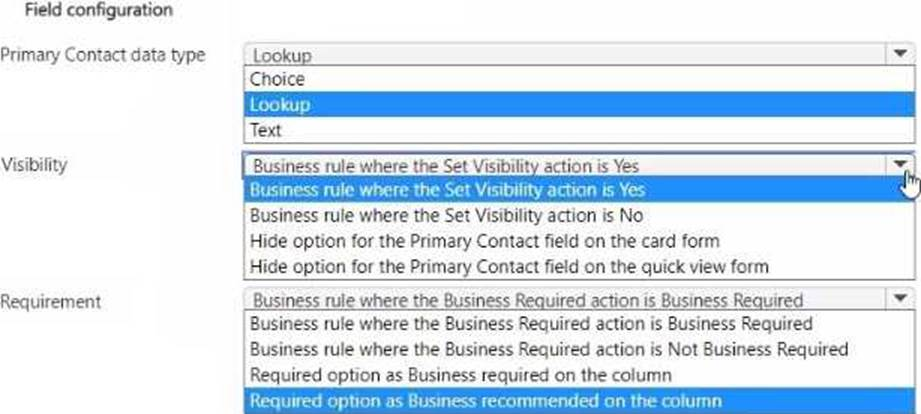 Field configuration
Primary Contact data type
Lookup
Choice
Lookup
Text
Visibility
Business rule where the Set Visibility action is Yes
Business rule where the Set Visibility action is Yes
Business rule where the Set Visibility action is No
Hide option for the Primary Contact field on the card form
Hide option for the Primary Contact field on the quick view form
Requirement
Business rule where the Business Required action is Business Required
Business rule where the Business Required action is Business Required
Business rule where the Business Required action is Not Business Required
Required option as Business required on the column
Required option as Business recommended on the column